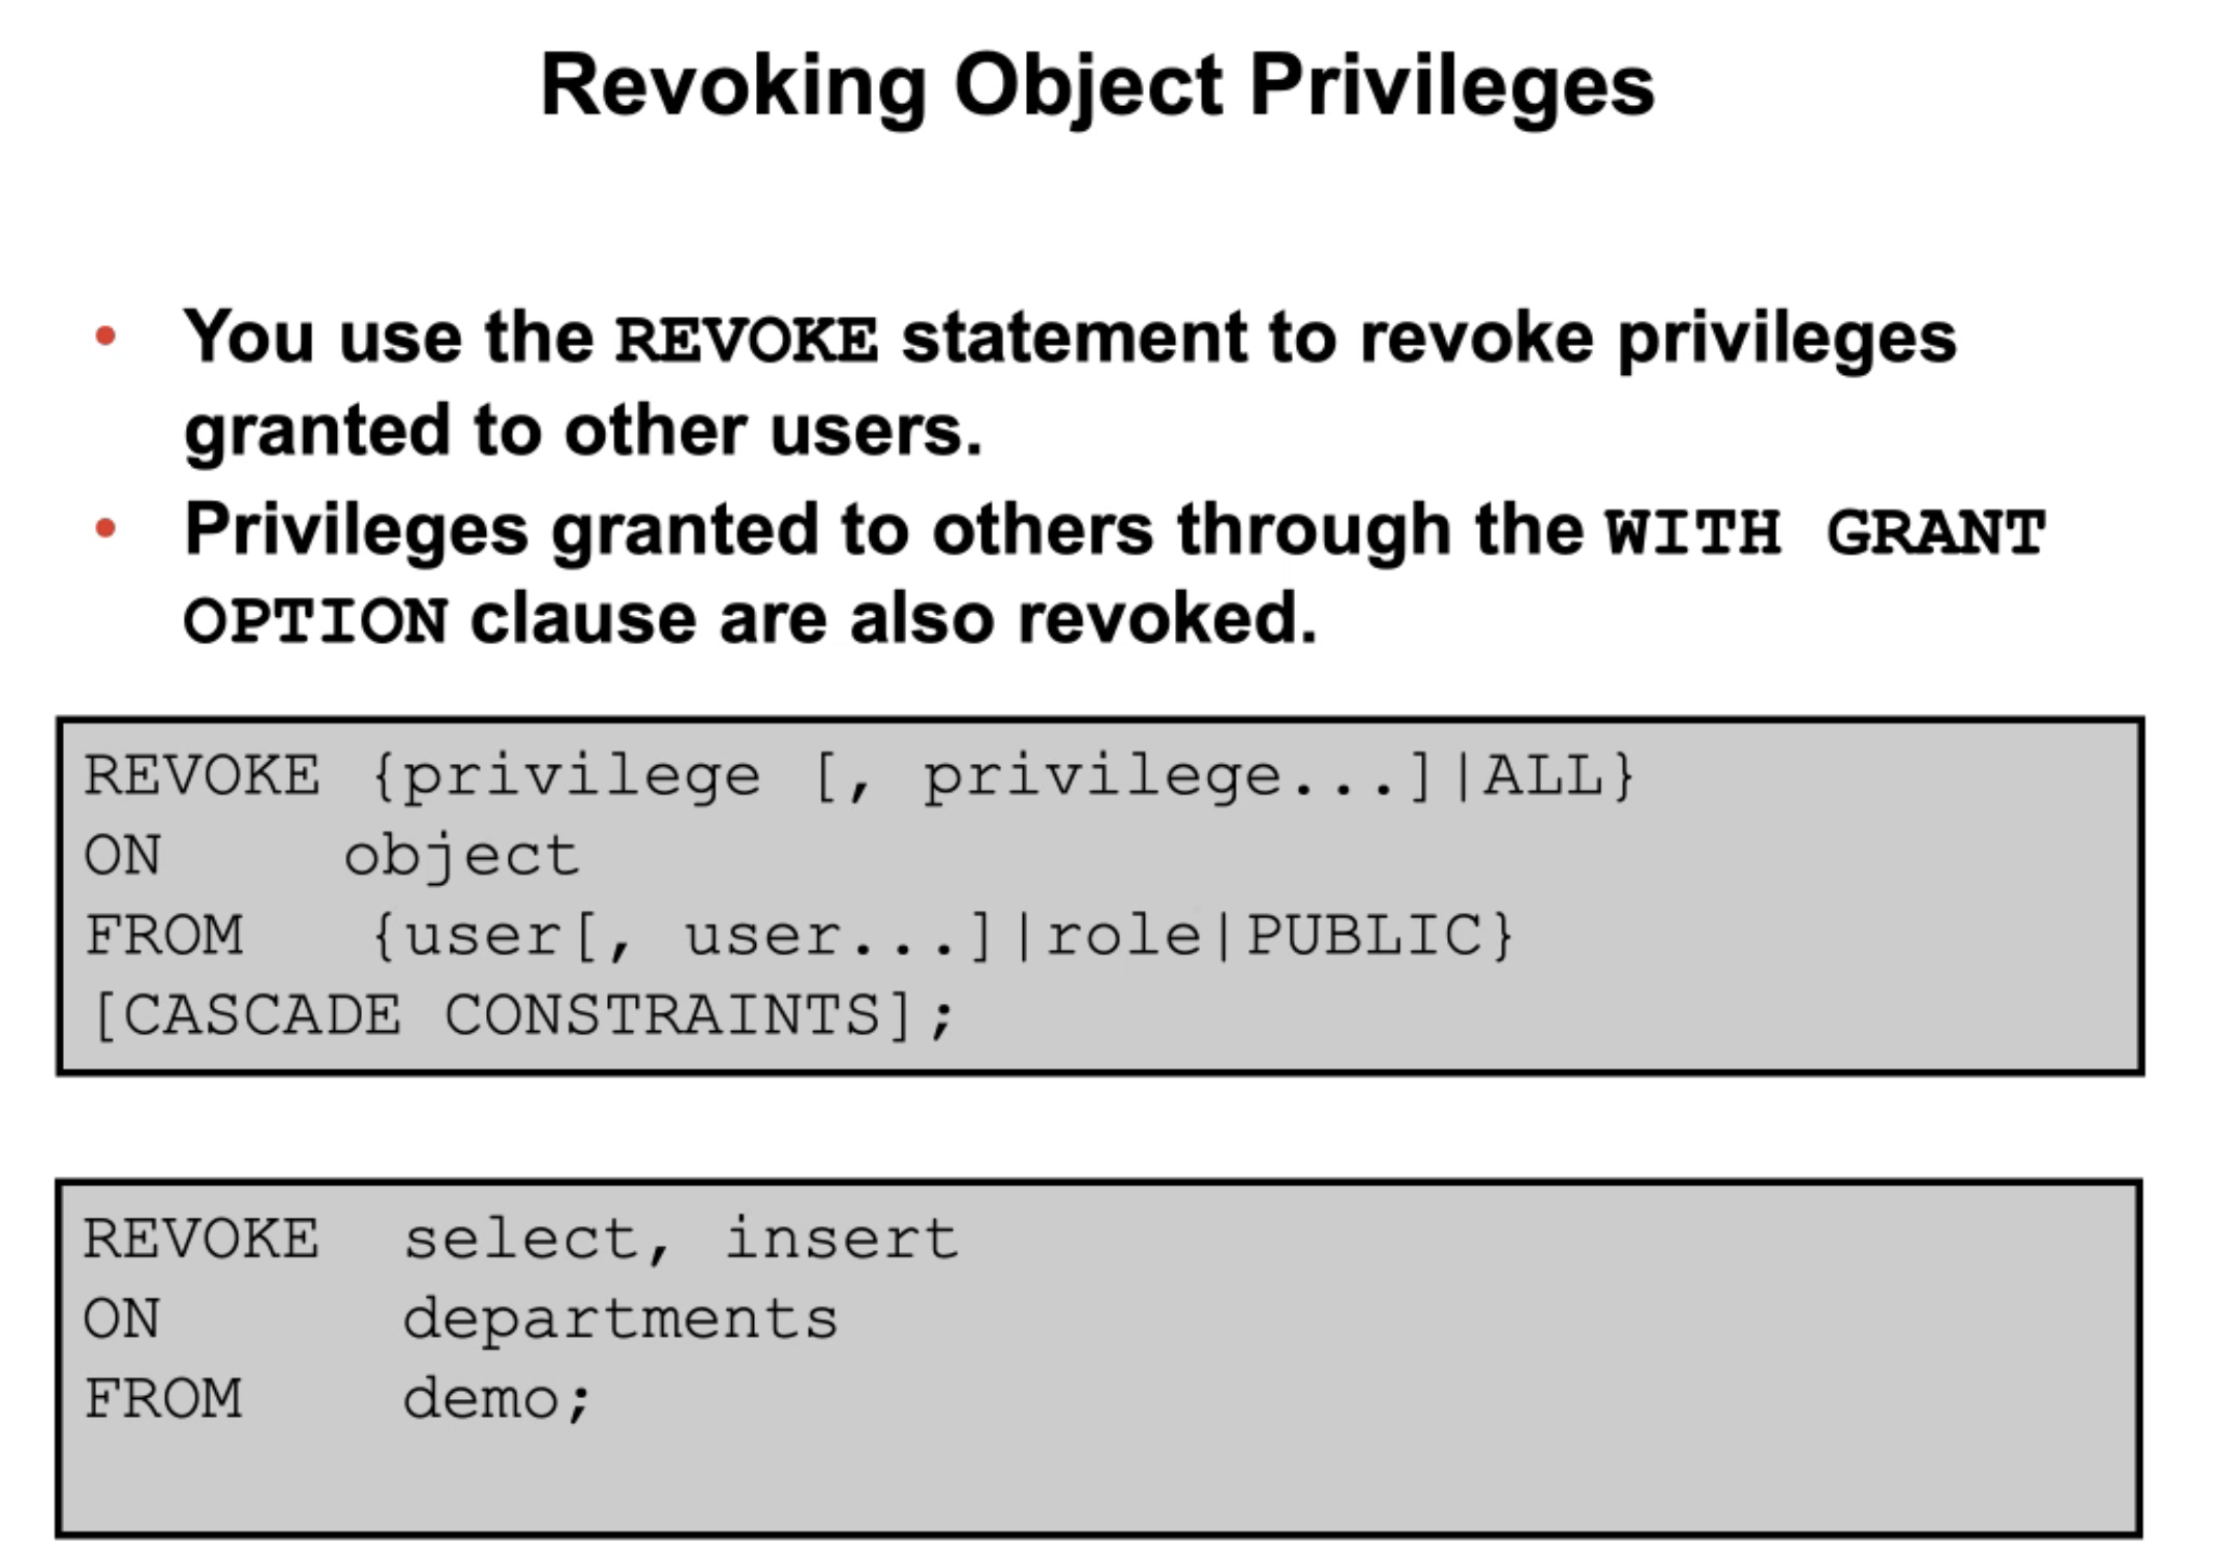 Revoking Object Privileges
• You use the REVOKE statement to revoke privileges
granted to other users.
• Privileges granted to others through the WITH GRANT
OPTION clause are also revoked.
REVOKE {privilege [, privilege...]|ALL}
ON    object
FROM   {user[, user...]|role|PUBLIC}
[CASCADE CONSTRAINTS];
REVOKE  select, insert
ON      departments
FROM    demo;